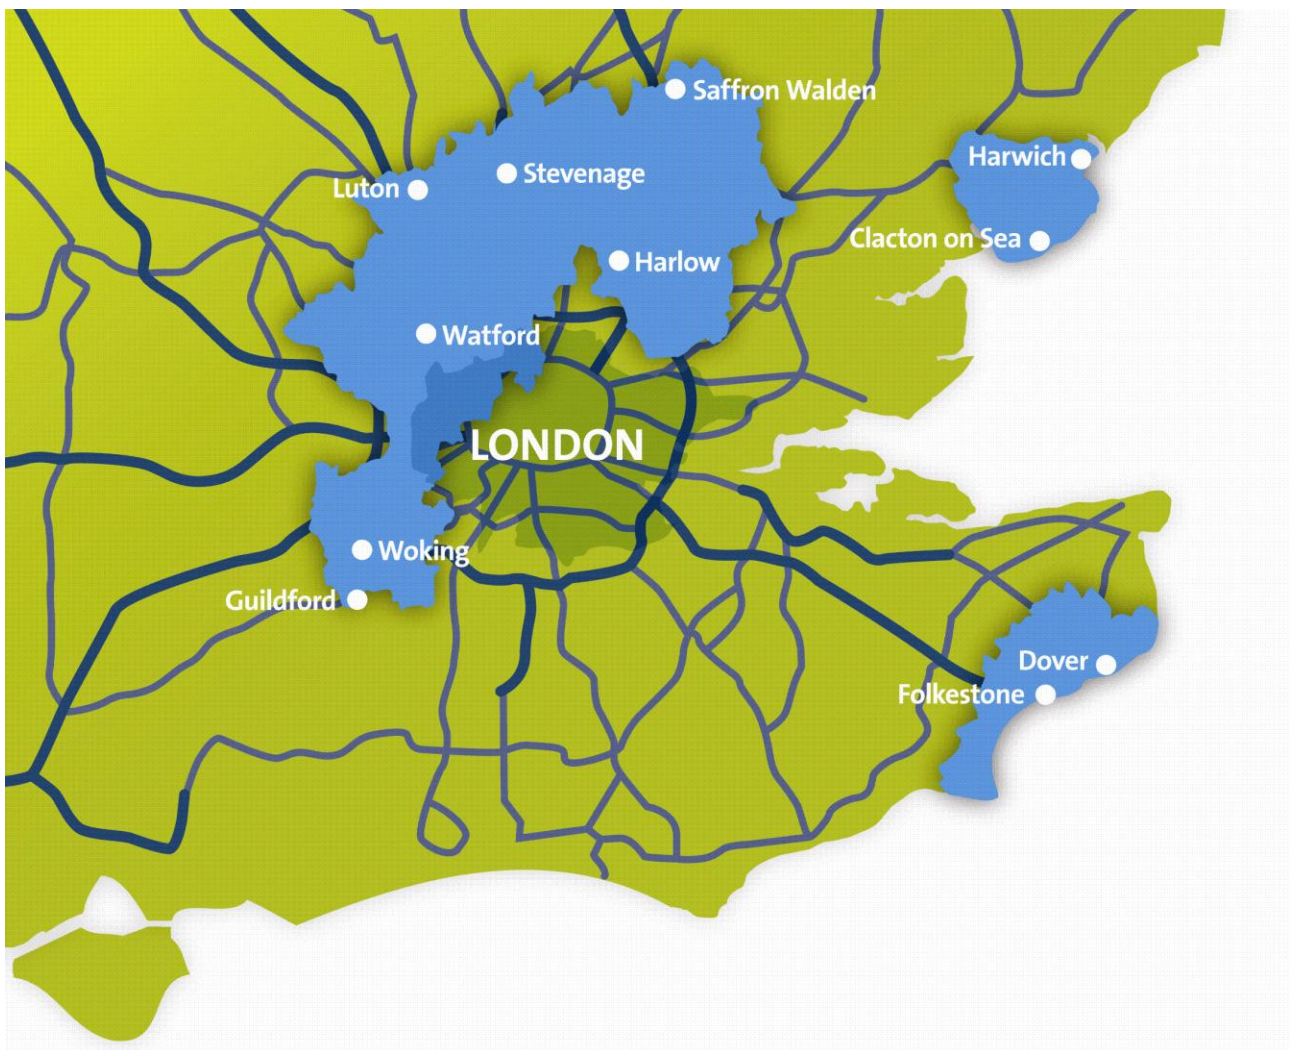 Saffron Walden
Harwich
Stevenage
Luton
Clacton on Sea
Harlow
Watford
LONDON
Woking
Guildford
Dover
Folkestone